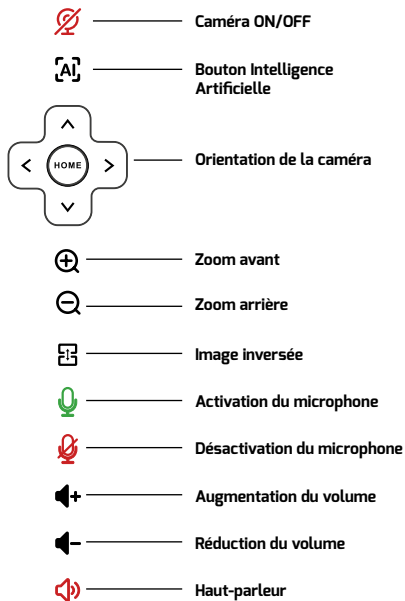 Caméra ON/OFF
[AI]
Bouton Intelligence
Artificielle
HOME
Orientation de la caméra
Zoom avant
Zoom arrière
Image inversée
Activation du microphone
Désactivation du microphone
Augmentation du volume
Réduction du volume
Haut-parleur